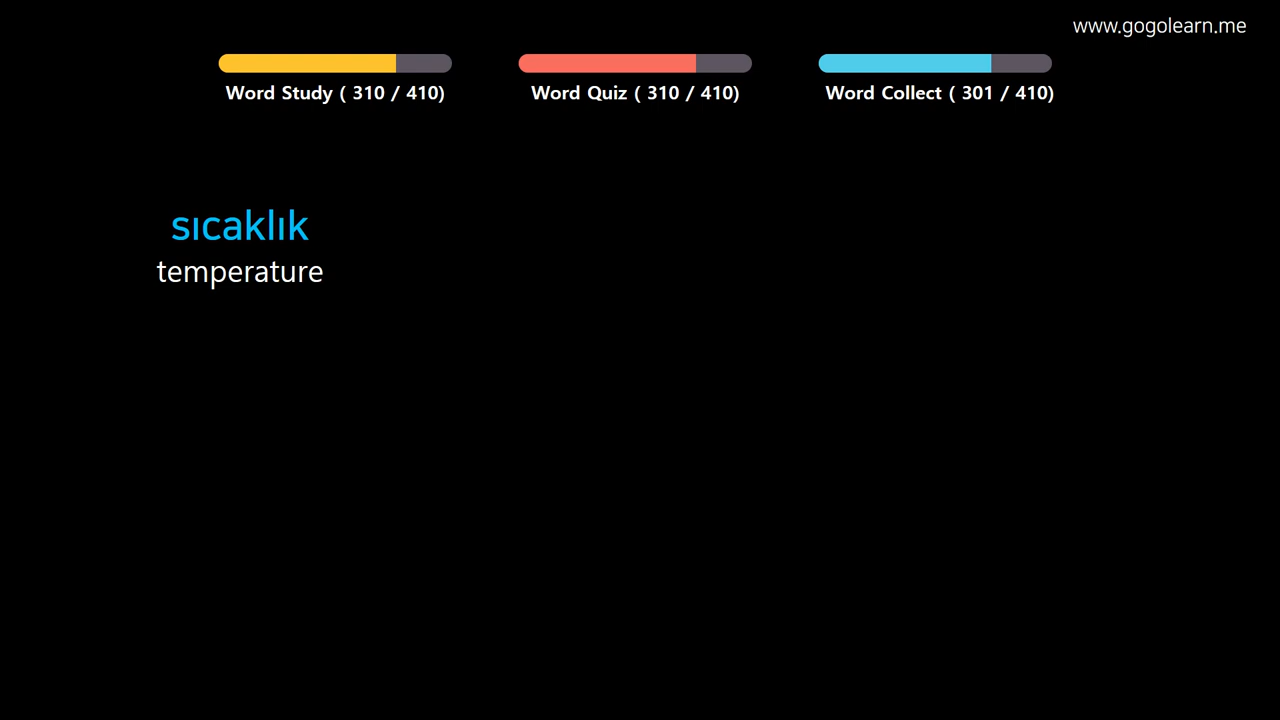 www.gogolearn.me
Word Study ( 310 / 410)
Word Quiz ( 310 / 410)
Word Collect ( 301 / 410)
sıcaklık
temperature